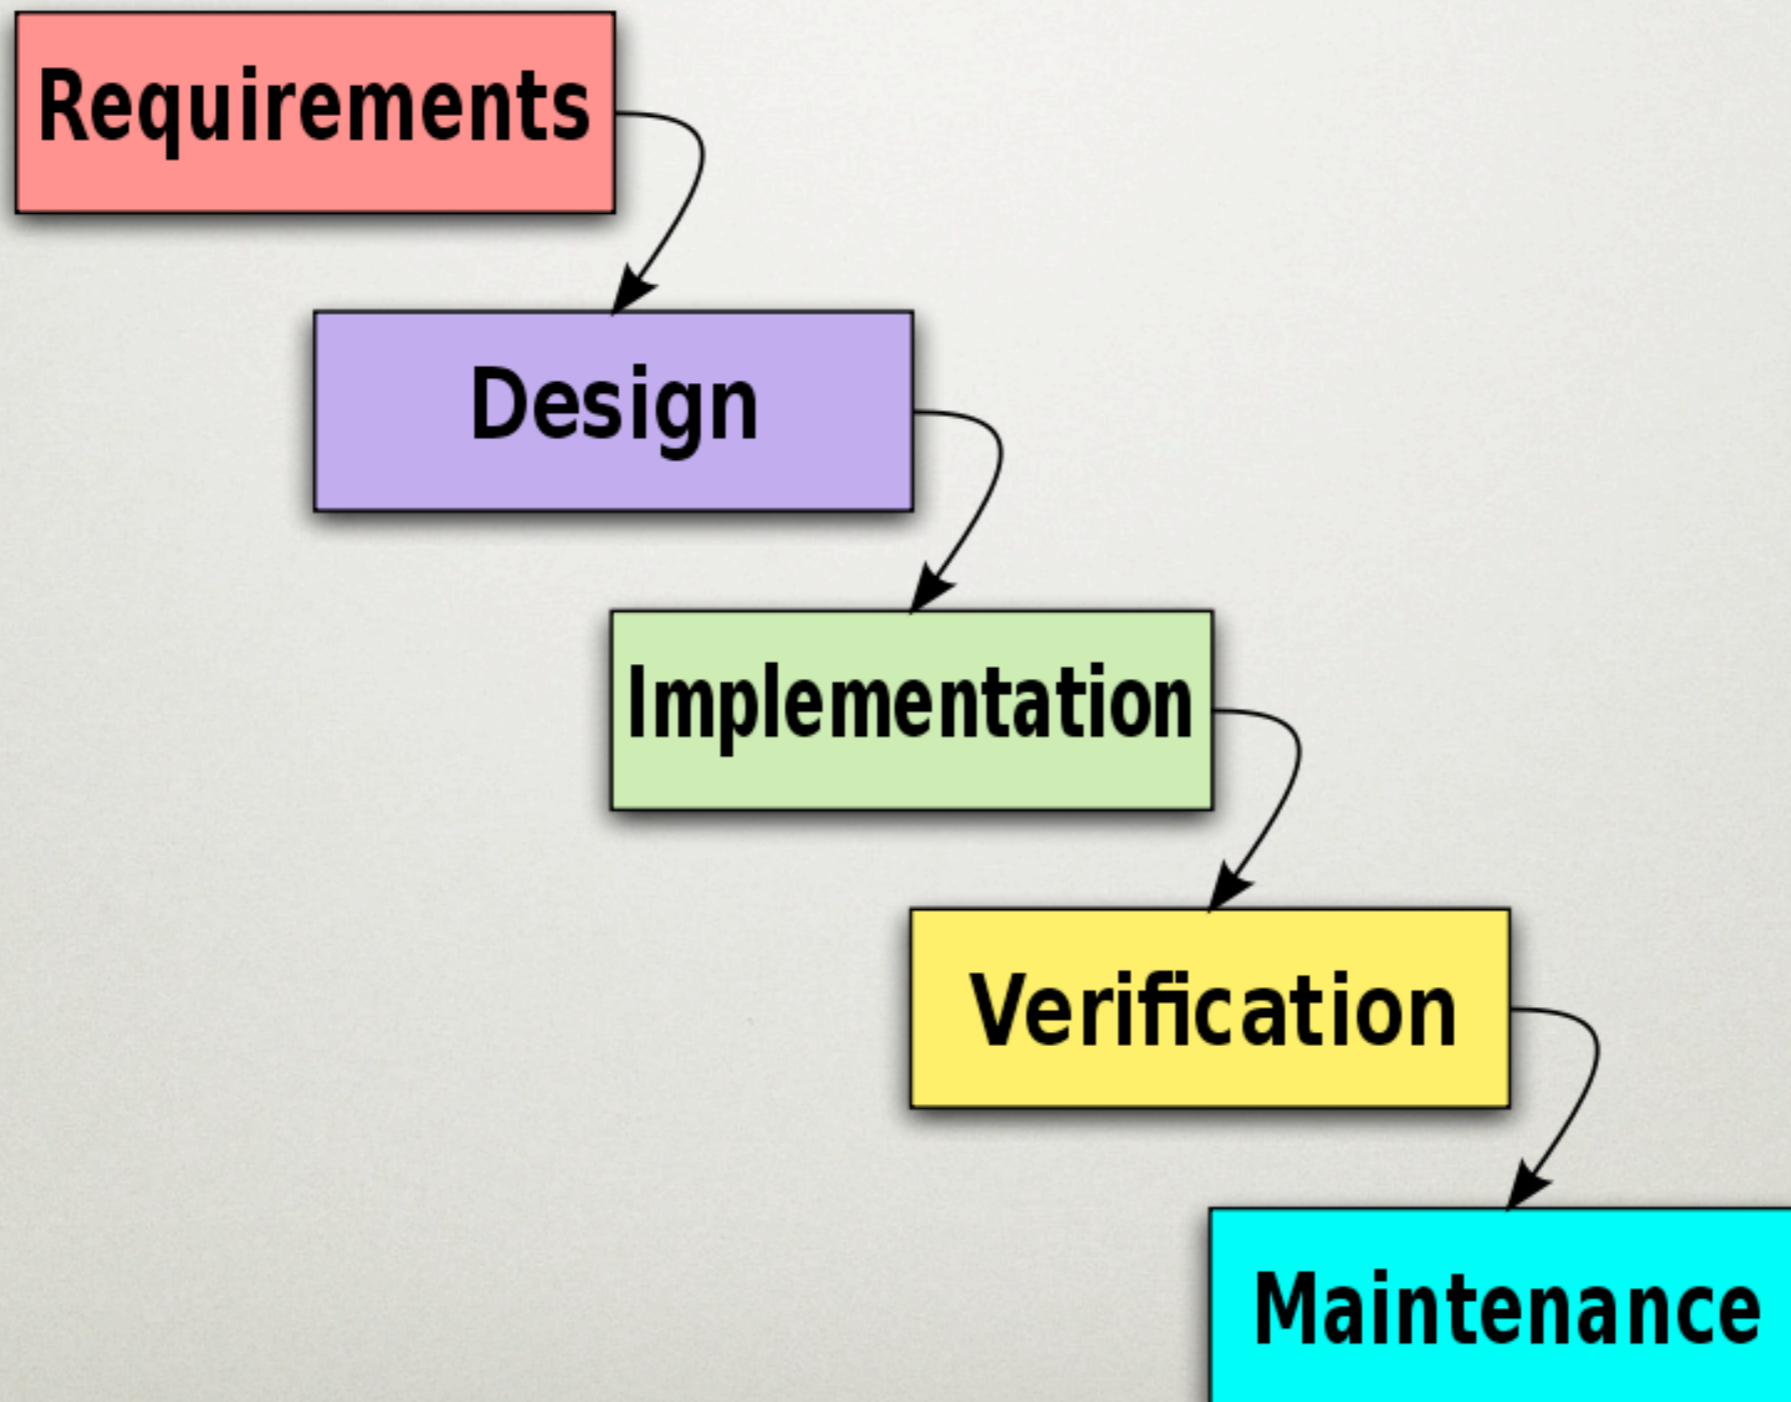 Requirements
Design
Implementation
Verification
Maintenance